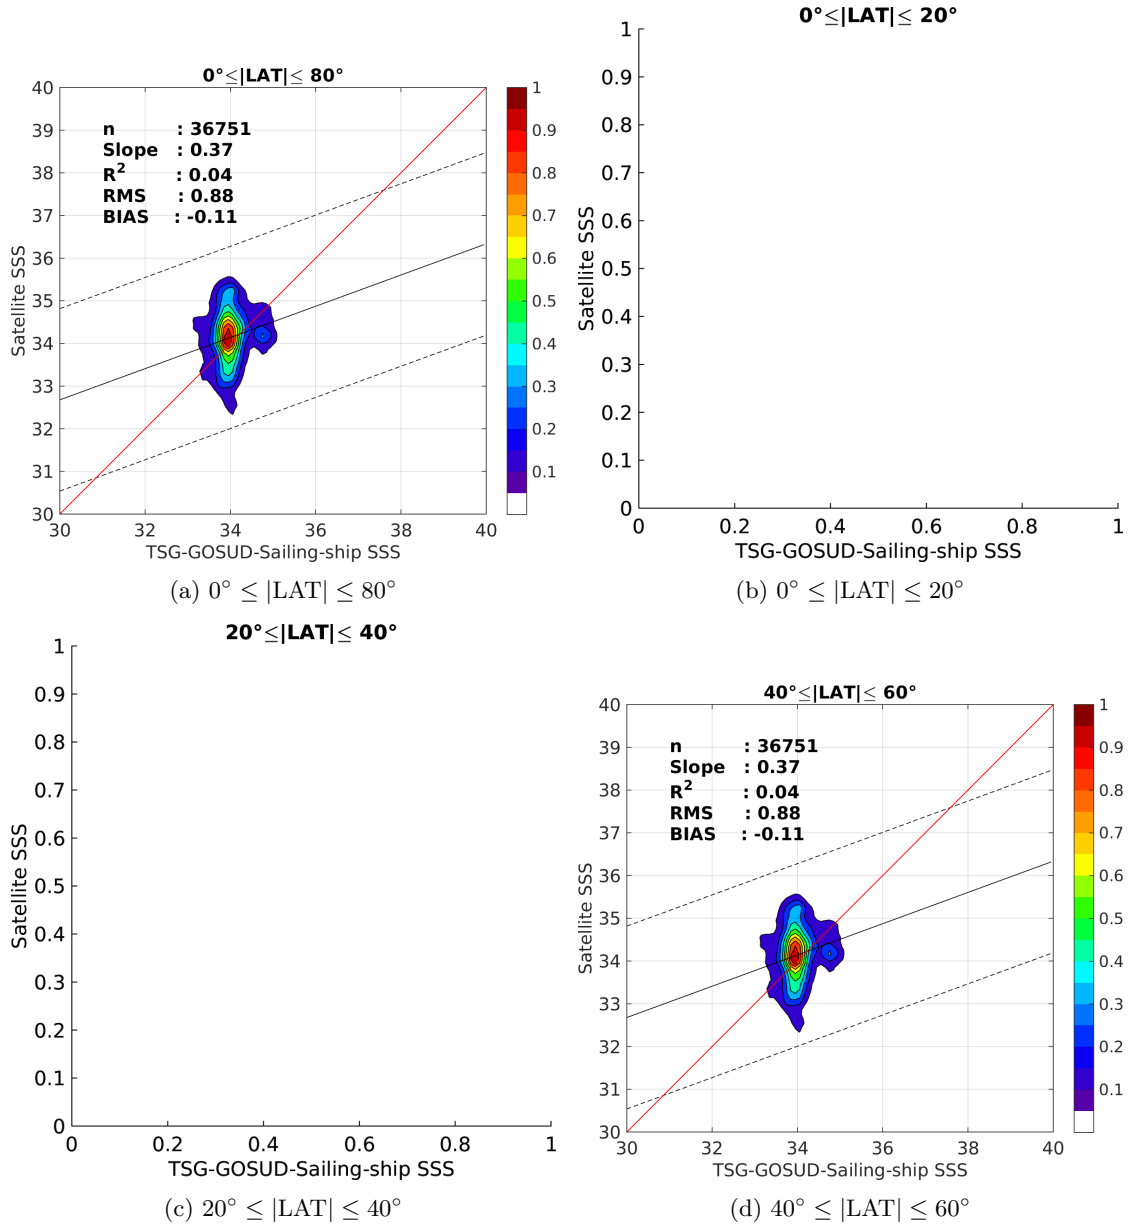 0°≤|LAT|≤ 80°
40
39
38
37
36
35
34
33
32
31
30
30 32 34 36 38 40
n : 36751
Slope : 0.37
R² : 0.04
RMS : 0.88
BIAS : -0.11
Satellite SSS
TSG-GOSUD-Sailing-ship SSS
1
0.9
0.8
0.7
0.6
0.5
0.4
0.3
0.2
0.1
(a) 0° ≤ |LAT| ≤ 80°
0°≤|LAT|≤ 20°
1
0.9
0.8
0.7
0.6
0.5
0.4
0.3
0.2
0.1
0
0 0.2 0.4 0.6 0.8 1
Satellite SSS
TSG-GOSUD-Sailing-ship SSS
(b) 0° ≤ |LAT| ≤ 20°
20°≤|LAT|≤ 40°
1
0.9
0.8
0.7
0.6
0.5
0.4
0.3
0.2
0.1
0
0 0.2 0.4 0.6 0.8 1
Satellite SSS
TSG-GOSUD-Sailing-ship SSS
(c) 20° ≤ |LAT| ≤ 40°
40°≤|LAT|≤ 60°
40
39
38
37
36
35
34
33
32
31
30
30 32 34 36 38 40
n : 36751
Slope : 0.37
R² : 0.04
RMS : 0.88
BIAS : -0.11
Satellite SSS
TSG-GOSUD-Sailing-ship SSS
1
0.9
0.8
0.7
0.6
0.5
0.4
0.3
0.2
0.1
(d) 40° ≤ |LAT| ≤ 60°